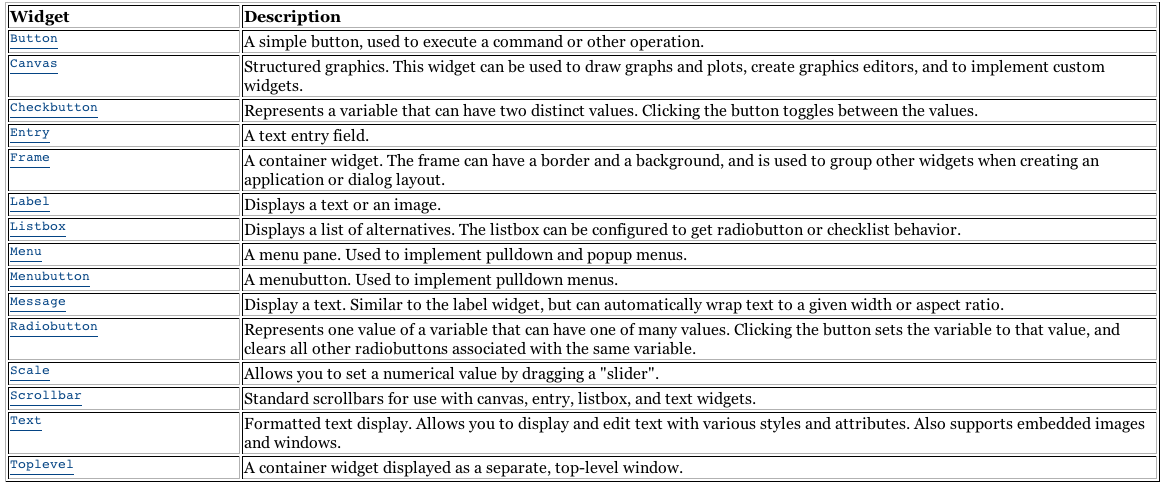 Widget Description
Button A simple button, used to execute a command or other operation.
Canvas Structured graphics. This widget can be used to draw graphs and plots, create graphics editors, and to implement custom
widgets.
Checkbutton Represents a variable that can have two distinct values. Clicking the button toggles between the values.
Entry A text entry field.
Frame A container widget. The frame can have a border and a background, and is used to group other widgets when creating an
application or dialog layout.
Label Displays a text or an image.
Listbox Displays a list of alternatives. The listbox can be configured to get radiobutton or checklist behavior.
Menu A menu pane. Used to implement pulldown and popup menus.
Menubutton A menubutton. Used to implement pulldown menus.
Message Display a text. Similar to the label widget, but can automatically wrap text to a given width or aspect ratio.
Radiobutton Represents one value of a variable that can have one of many values. Clicking the button sets the variable to that value, and
clears all other radiobuttons associated with the same variable.
Scale Allows you to set a numerical value by dragging a "slider".
Scrollbar Standard scrollbars for use with canvas, entry, listbox, and text widgets.
Text Formatted text display. Allows you to display and edit text with various styles and attributes. Also supports embedded images
and windows.
Toplevel A container widget displayed as a separate, top-level window.